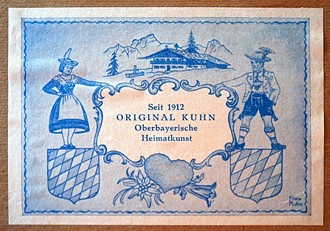 Seit 1912
ORIGINAL KUHN
Oberbayerische
Heimatkunst